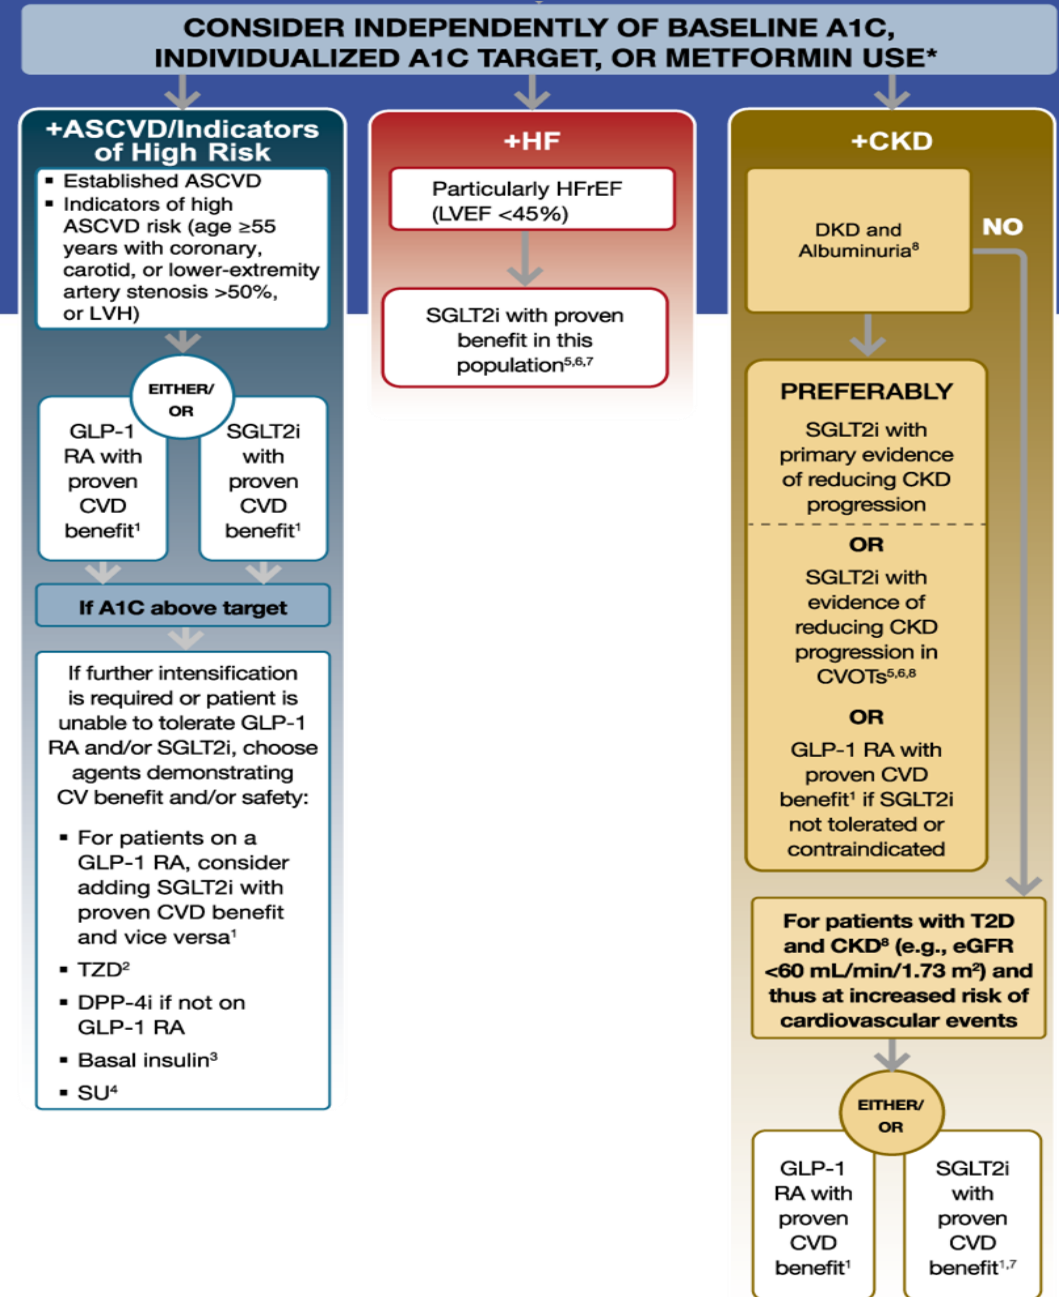 CONSIDER INDEPENDENTLY OF BASELINE A1C,
INDIVIDUALIZED A1C TARGET, OR METFORMIN USE*
+ASCVD/Indicators
of High Risk
▪ Established ASCVD
▪ Indicators of high
ASCVD risk (age ≥55
years with coronary,
carotid, or lower-extremity
artery stenosis >50%,
or LVH)
EITHER/
OR
GLP-1
RA with
proven
CVD
benefit¹
SGLT2i
with
proven
CVD
benefit¹
If A1C above target
If further intensification
is required or patient is
unable to tolerate GLP-1
RA and/or SGLT2i, choose
agents demonstrating
CV benefit and/or safety:
▪ For patients on a
GLP-1 RA, consider
adding SGLT2i with
proven CVD benefit
and vice versa¹
▪ TZD²
▪ DPP-4i if not on
GLP-1 RA
▪ Basal insulin³
▪ SU⁴
+HF
Particularly HFrEF
(LVEF <45%)
SGLT2i with proven
benefit in this
population⁵,⁶,⁷
+CKD
DKD and
Albuminuria⁸
NO
PREFERABLY
SGLT2i with
primary evidence
of reducing CKD
progression
OR
SGLT2i with
evidence of
reducing CKD
progression in
CVOTs⁵,⁶,⁸
OR
GLP-1 RA with
proven CVD
benefit¹ if SGLT2i
not tolerated or
contraindicated
For patients with T2D
and CKD⁸ (e.g., eGFR
<60 mL/min/1.73 m²) and
thus at increased risk of
cardiovascular events
EITHER/
OR
GLP-1
RA with
proven
CVD
benefit¹
SGLT2i
with
proven
CVD
benefit¹,⁷